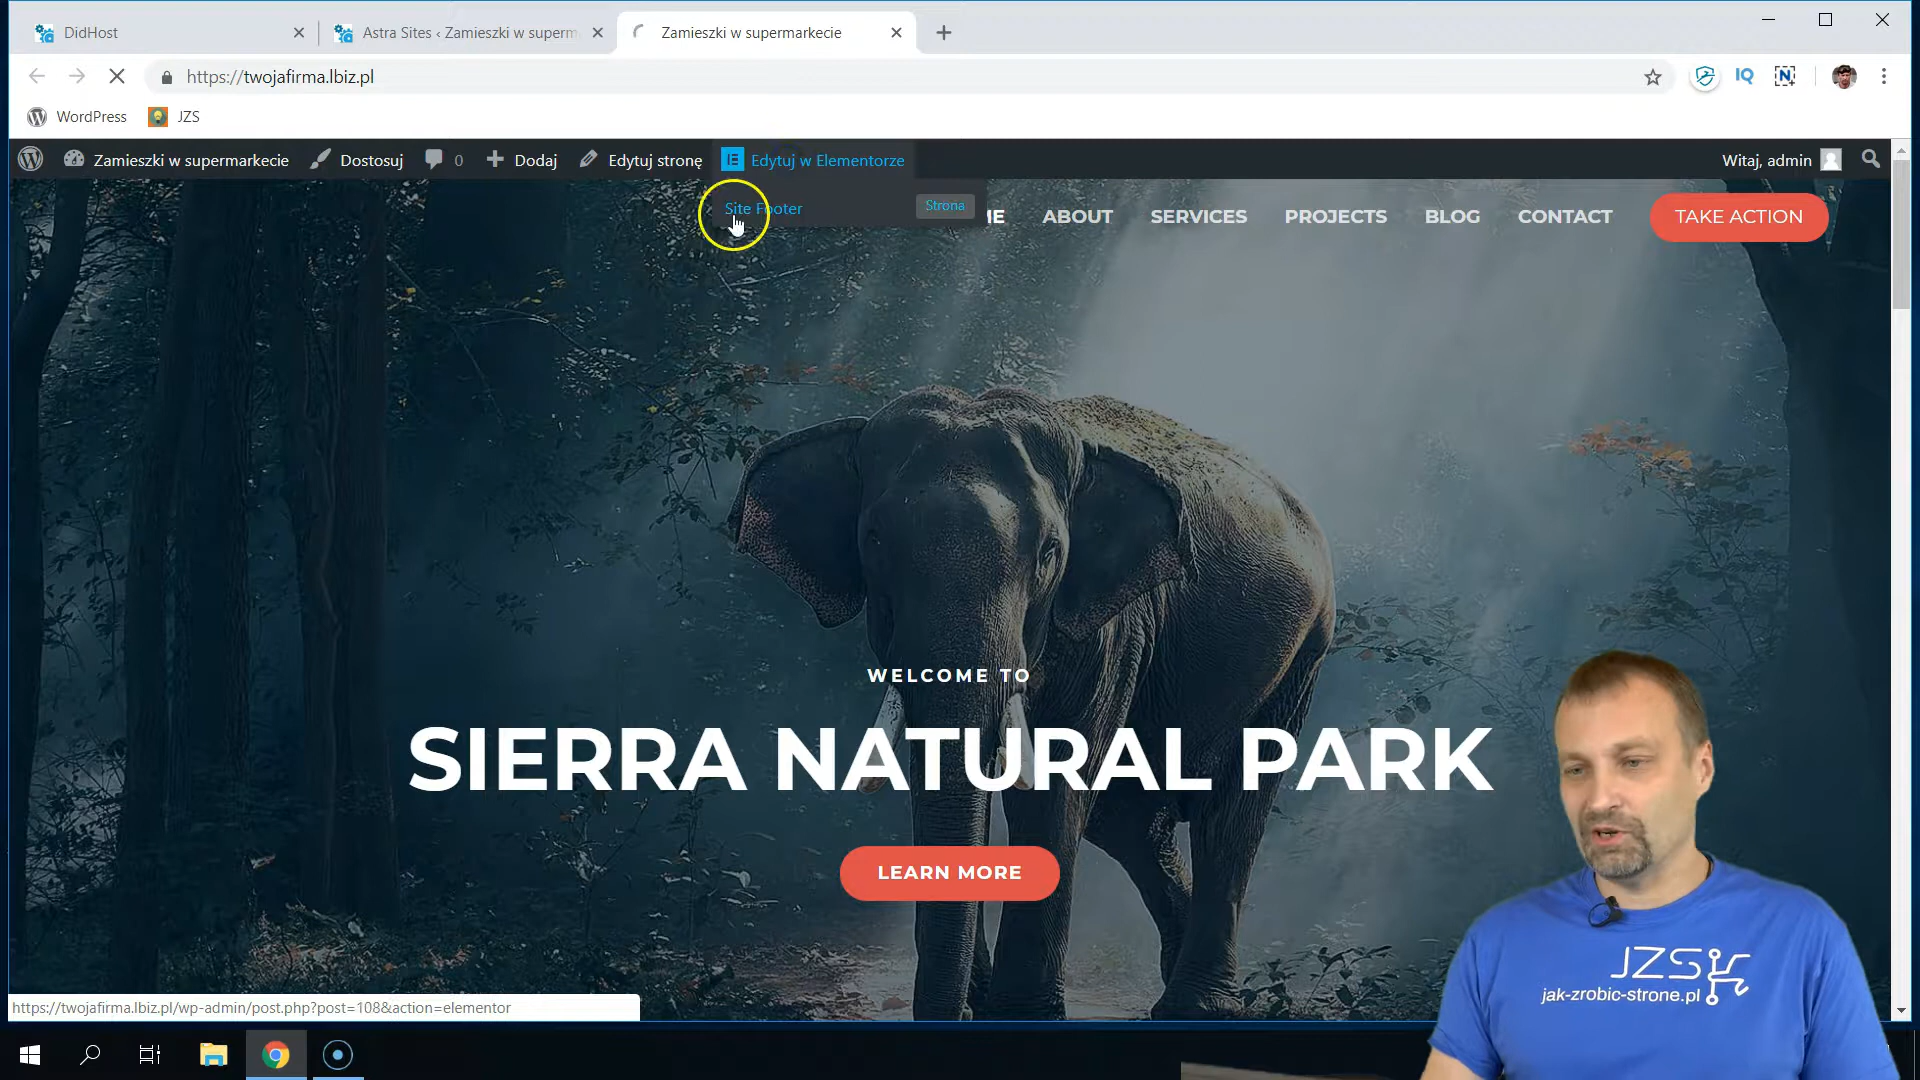 DidHost
Astra Sites ‹ Zamieszki w superm
Zamieszki w supermarkecie
https://twojafirma.lbiz.pl
IQ
N
WordPress
JZS
Zamieszki w supermarkecie
Dostosuj
0
Dodaj
Edytuj stronę
Edytuj w Elementorze
Witaj, admin
Site Footer
Strona
ME
ABOUT
SERVICES
PROJECTS
BLOG
CONTACT
TAKE ACTION
WELCOME TO
SIERRA NATURAL PARK
LEARN MORE
JZS
jak-zrobic-strone.pl
https://twojafirma.lbiz.pl/wp-admin/post.php?post=108&action=elementor